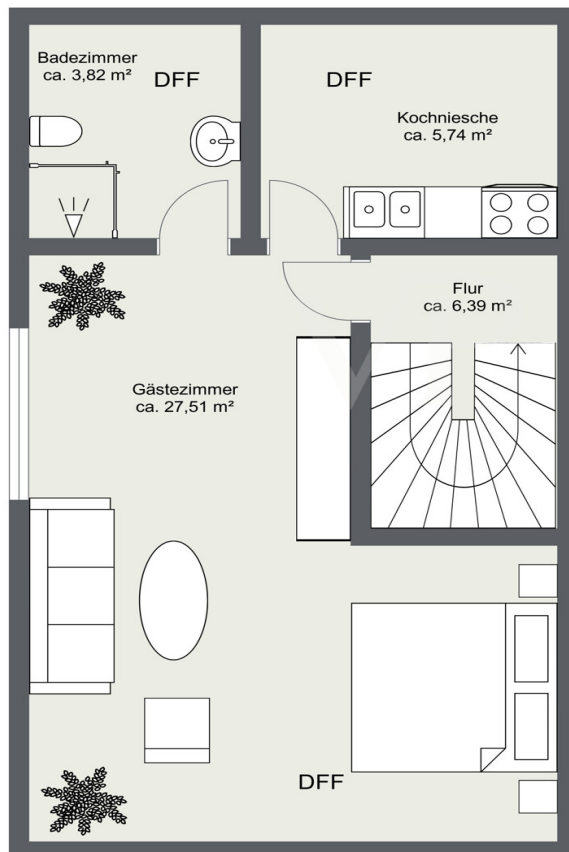 Badezimmer
ca. 3,82 m²
DFF
DFF
Kochniesche
ca. 5,74 m²
Flur
ca. 6,39 m²
Gästezimmer
ca. 27,51 m²
DFF